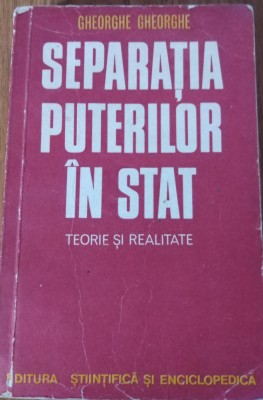 GHEORGHE GHEORGHE
SEPARAȚIA
PUTERILOR
ÎN STAT
TEORIE ȘI REALITATE
EDITURA ȘTIINȚIFICĂ ȘI ENCICLOPEDICĂ